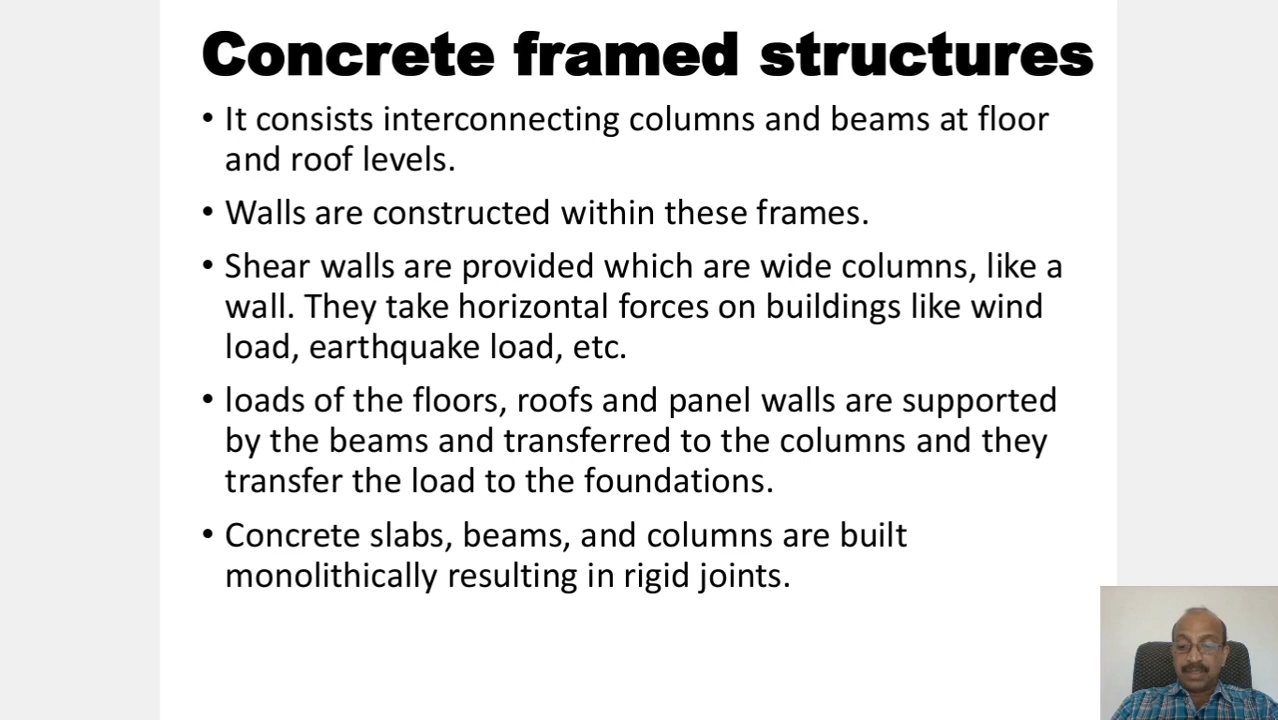 Concrete framed structures
• It consists interconnecting columns and beams at floor
and roof levels.
• Walls are constructed within these frames.
• Shear walls are provided which are wide columns, like a
wall. They take horizontal forces on buildings like wind
load, earthquake load, etc.
• loads of the floors, roofs and panel walls are supported
by the beams and transferred to the columns and they
transfer the load to the foundations.
• Concrete slabs, beams, and columns are built
monolithically resulting in rigid joints.